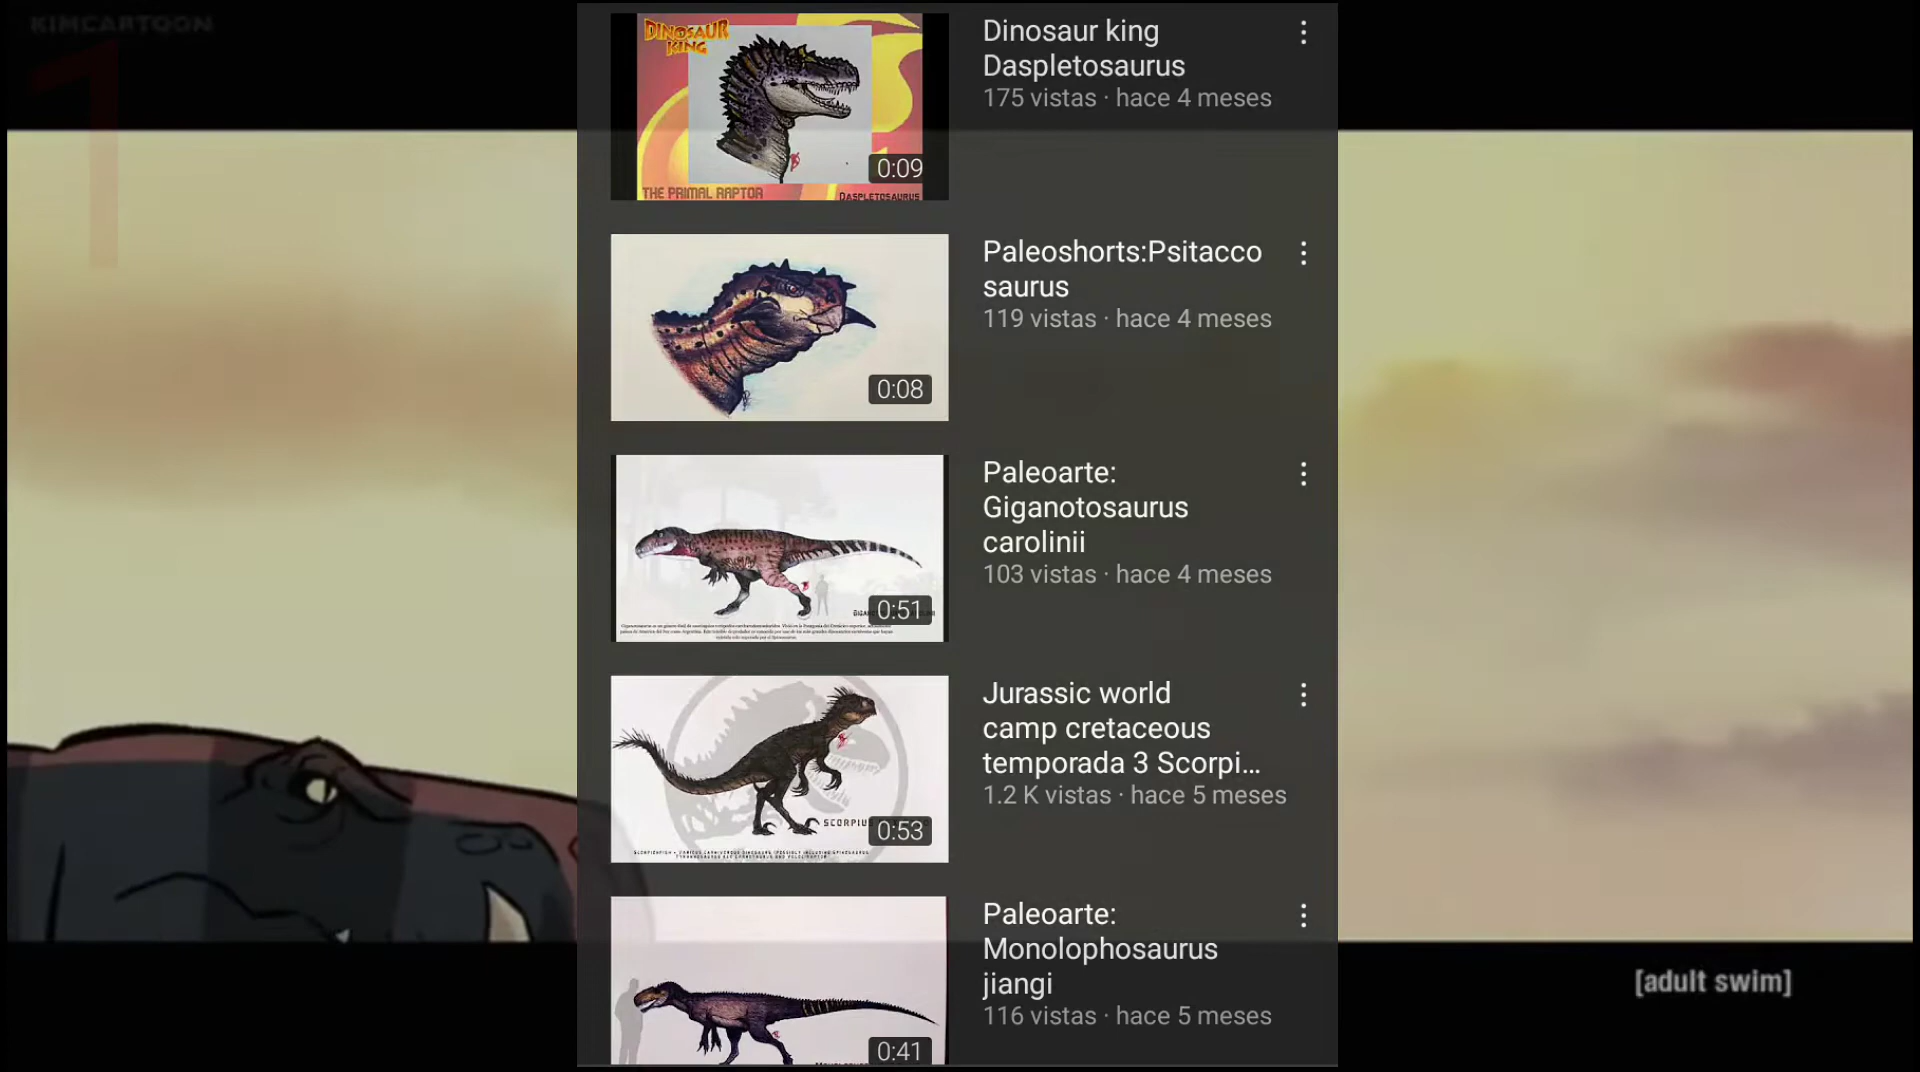 KIMCARTOON
1
DINOSAUR
KING
THE PRIMAL RAPTOR
DASPLETOSAURUS
0:09
Dinosaur king
Daspletosaurus
175 vistas · hace 4 meses
0:08
Paleoshorts:Psitacco
saurus
119 vistas · hace 4 meses
0:51
Paleoarte:
Giganotosaurus
carolinii
103 vistas · hace 4 meses
SCORPIUS
0:53
Jurassic world
camp cretaceous
temporada 3 Scorpi...
1.2 K vistas · hace 5 meses
0:41
Paleoarte:
Monolophosaurus
jiangi
116 vistas · hace 5 meses
[adult swim]